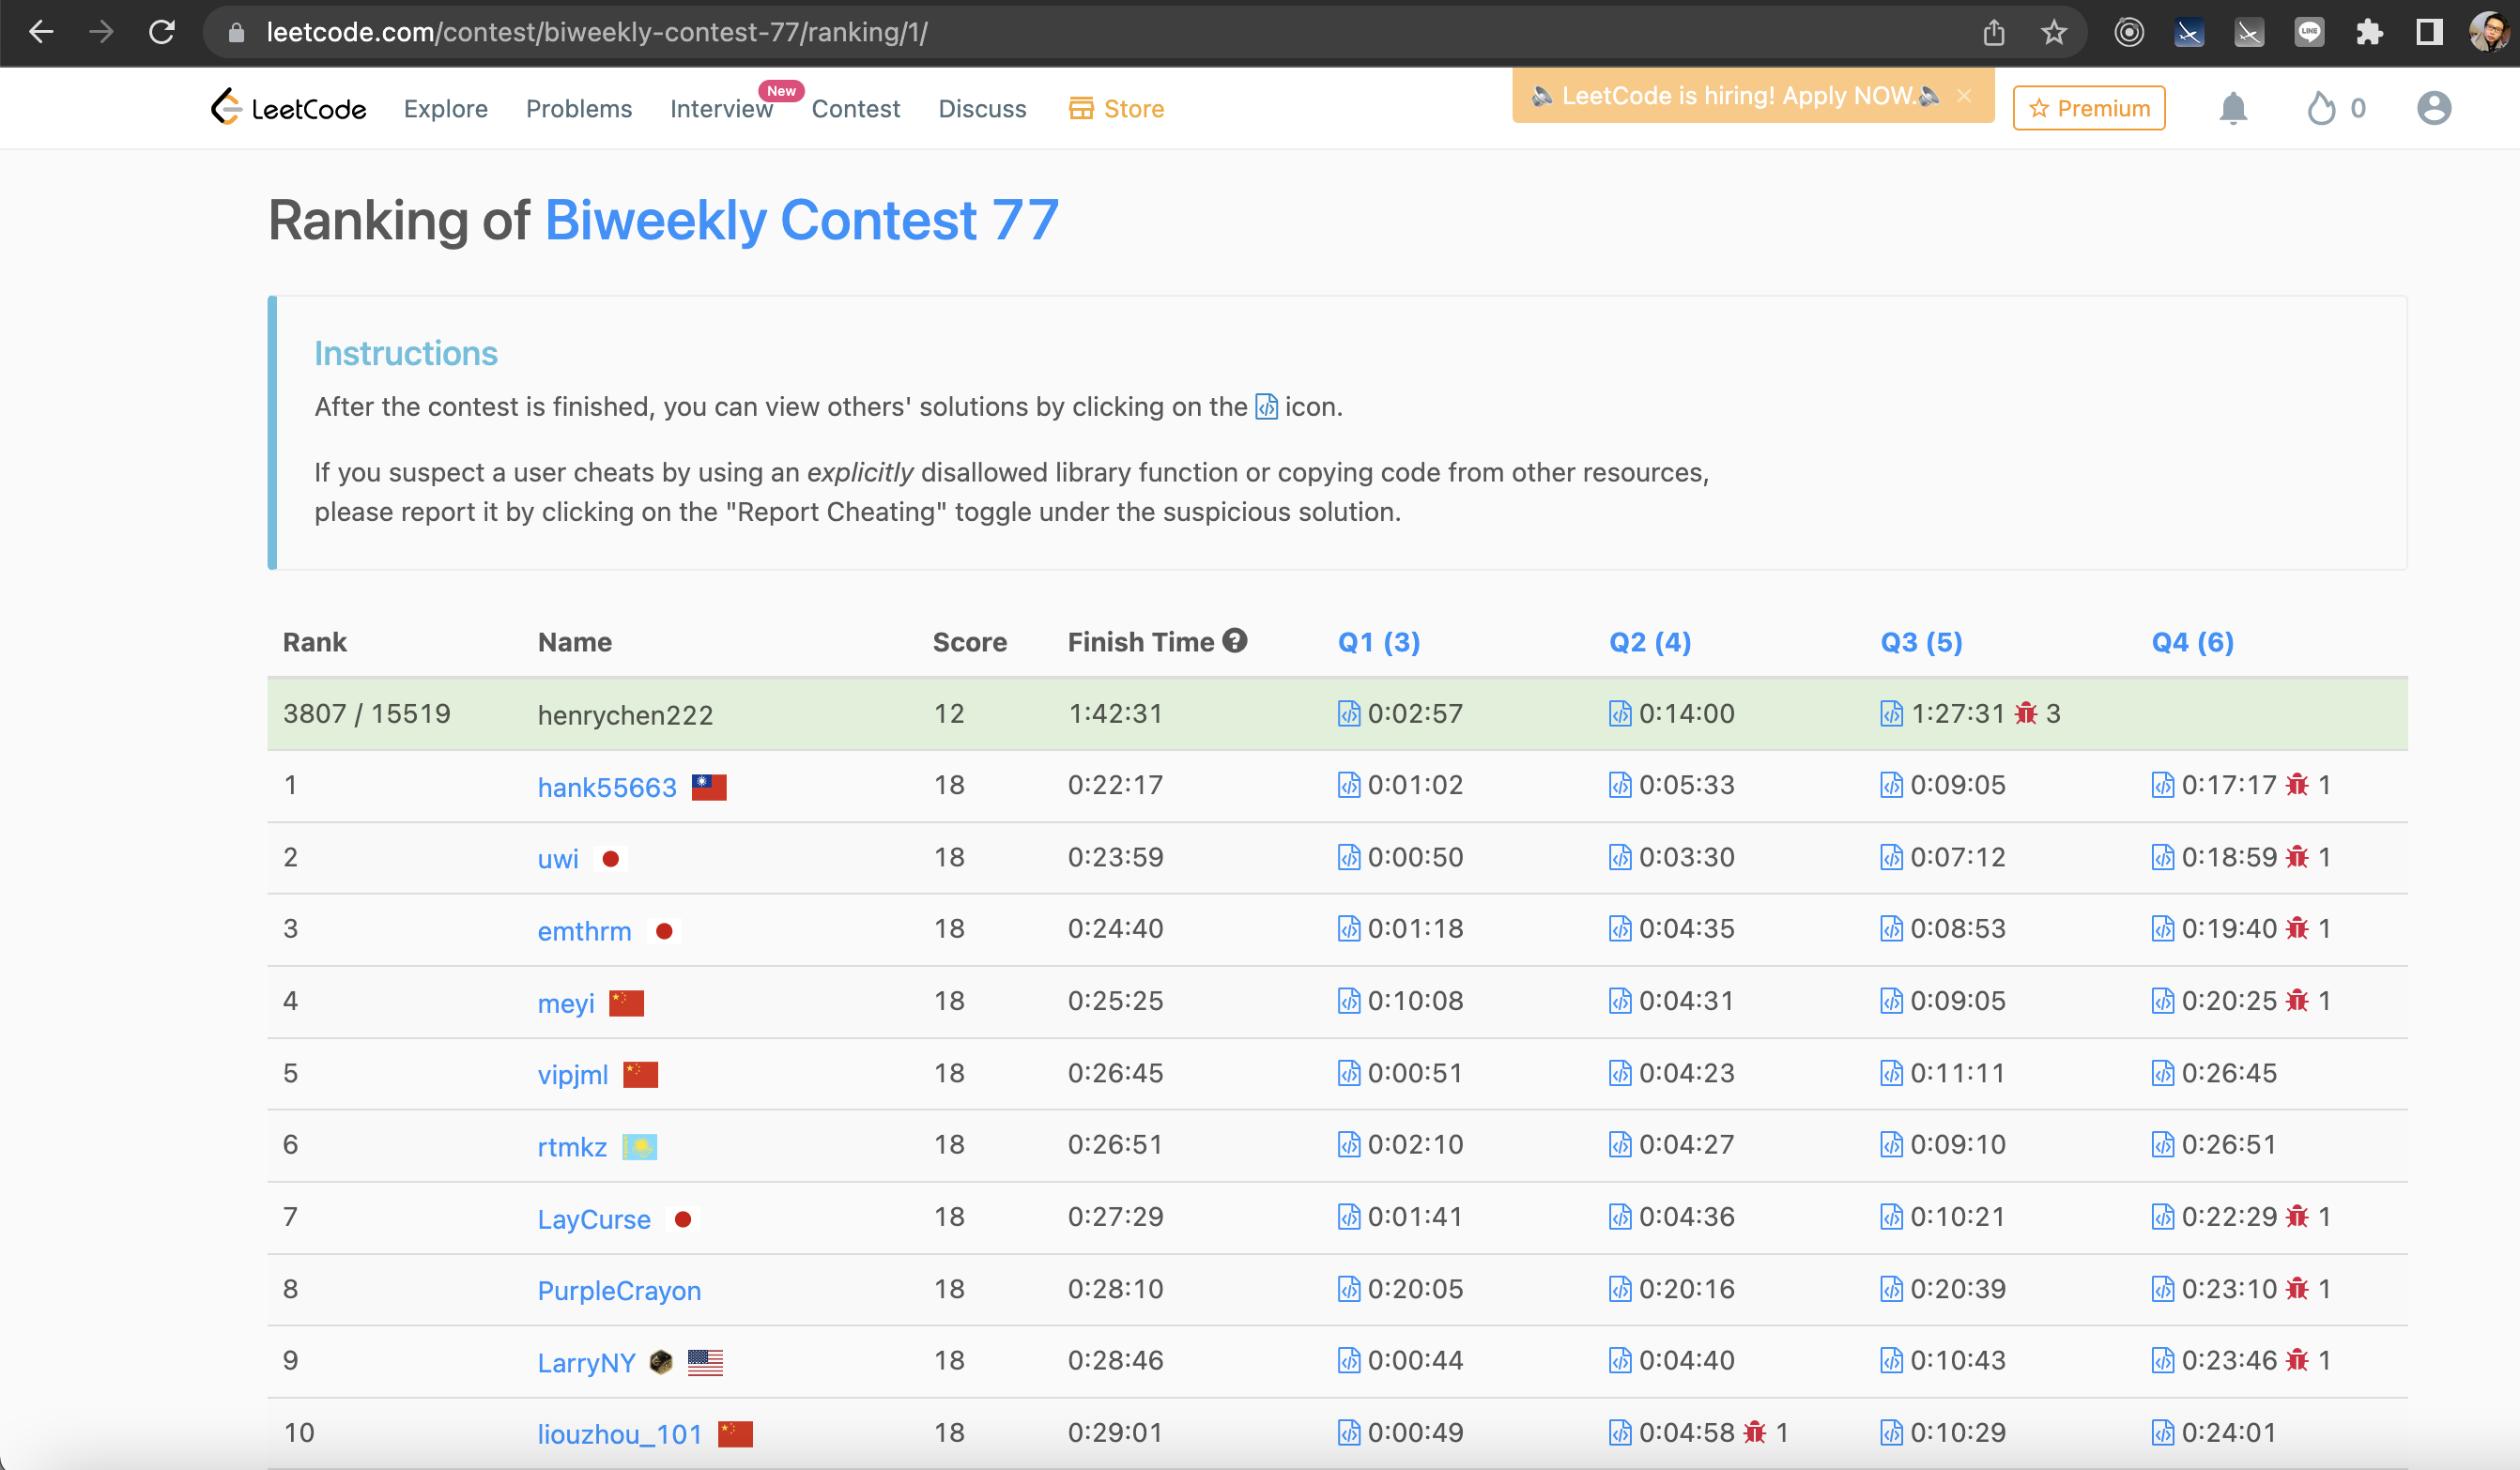 leetcode.com/contest/biweekly-contest-77/ranking/1/
LINE
LeetCode Explore Problems Interview New Contest Discuss Store LeetCode is hiring! Apply NOW. × Premium 0
Ranking of Biweekly Contest 77
Instructions
After the contest is finished, you can view others' solutions by clicking on the icon.
If you suspect a user cheats by using an explicitly disallowed library function or copying code from other resources,
please report it by clicking on the "Report Cheating" toggle under the suspicious solution.
Rank Name Score Finish Time ? Q1 (3) Q2 (4) Q3 (5) Q4 (6)
3807 / 15519 henrychen222 12 1:42:31 0:02:57 0:14:00 1:27:31 3
1 hank55663 18 0:22:17 0:01:02 0:05:33 0:09:05 0:17:17 1
2 uwi 18 0:23:59 0:00:50 0:03:30 0:07:12 0:18:59 1
3 emthrm 18 0:24:40 0:01:18 0:04:35 0:08:53 0:19:40 1
4 meyi 18 0:25:25 0:10:08 0:04:31 0:09:05 0:20:25 1
5 vipjml 18 0:26:45 0:00:51 0:04:23 0:11:11 0:26:45
6 rtmkz 18 0:26:51 0:02:10 0:04:27 0:09:10 0:26:51
7 LayCurse 18 0:27:29 0:01:41 0:04:36 0:10:21 0:22:29 1
8 PurpleCrayon 18 0:28:10 0:20:05 0:20:16 0:20:39 0:23:10 1
9 LarryNY 18 0:28:46 0:00:44 0:04:40 0:10:43 0:23:46 1
10 liouzhou_101 18 0:29:01 0:00:49 0:04:58 1 0:10:29 0:24:01